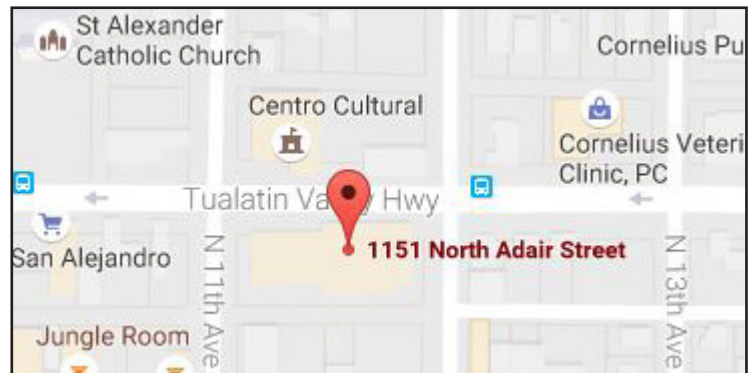 St Alexander
Catholic Church
Cornelius Pu
Centro Cultural
Cornelius Veteri
Clinic, PC
Tualatin Va y Hwy
1151 North Adair Street
San Alejandro
N 11th Ave
N 13th Ave
Jungle Room